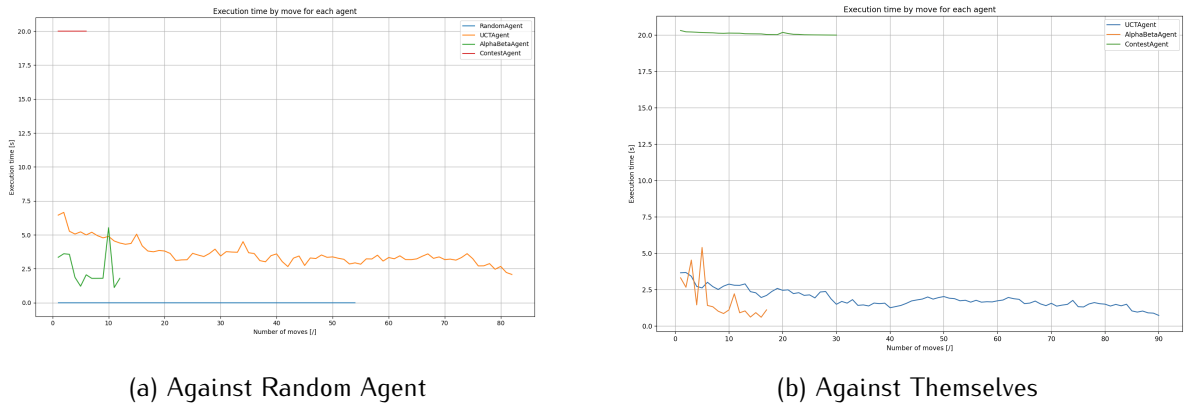 Execution time by move for each agent
RandomAgent
UCTAgent
AlphaBetaAgent
ContestAgent
20.0
17.5
15.0
12.5
10.0
7.5
5.0
2.5
0.0
Execution time [s]
0 10 20 30 40 50 60 70 80
Number of moves [/]
(a) Against Random Agent
Execution time by move for each agent
UCTAgent
AlphaBetaAgent
ContestAgent
20.0
17.5
15.0
12.5
10.0
7.5
5.0
2.5
0.0
Execution time [s]
0 10 20 30 40 50 60 70 80 90
Number of moves [/]
(b) Against Themselves